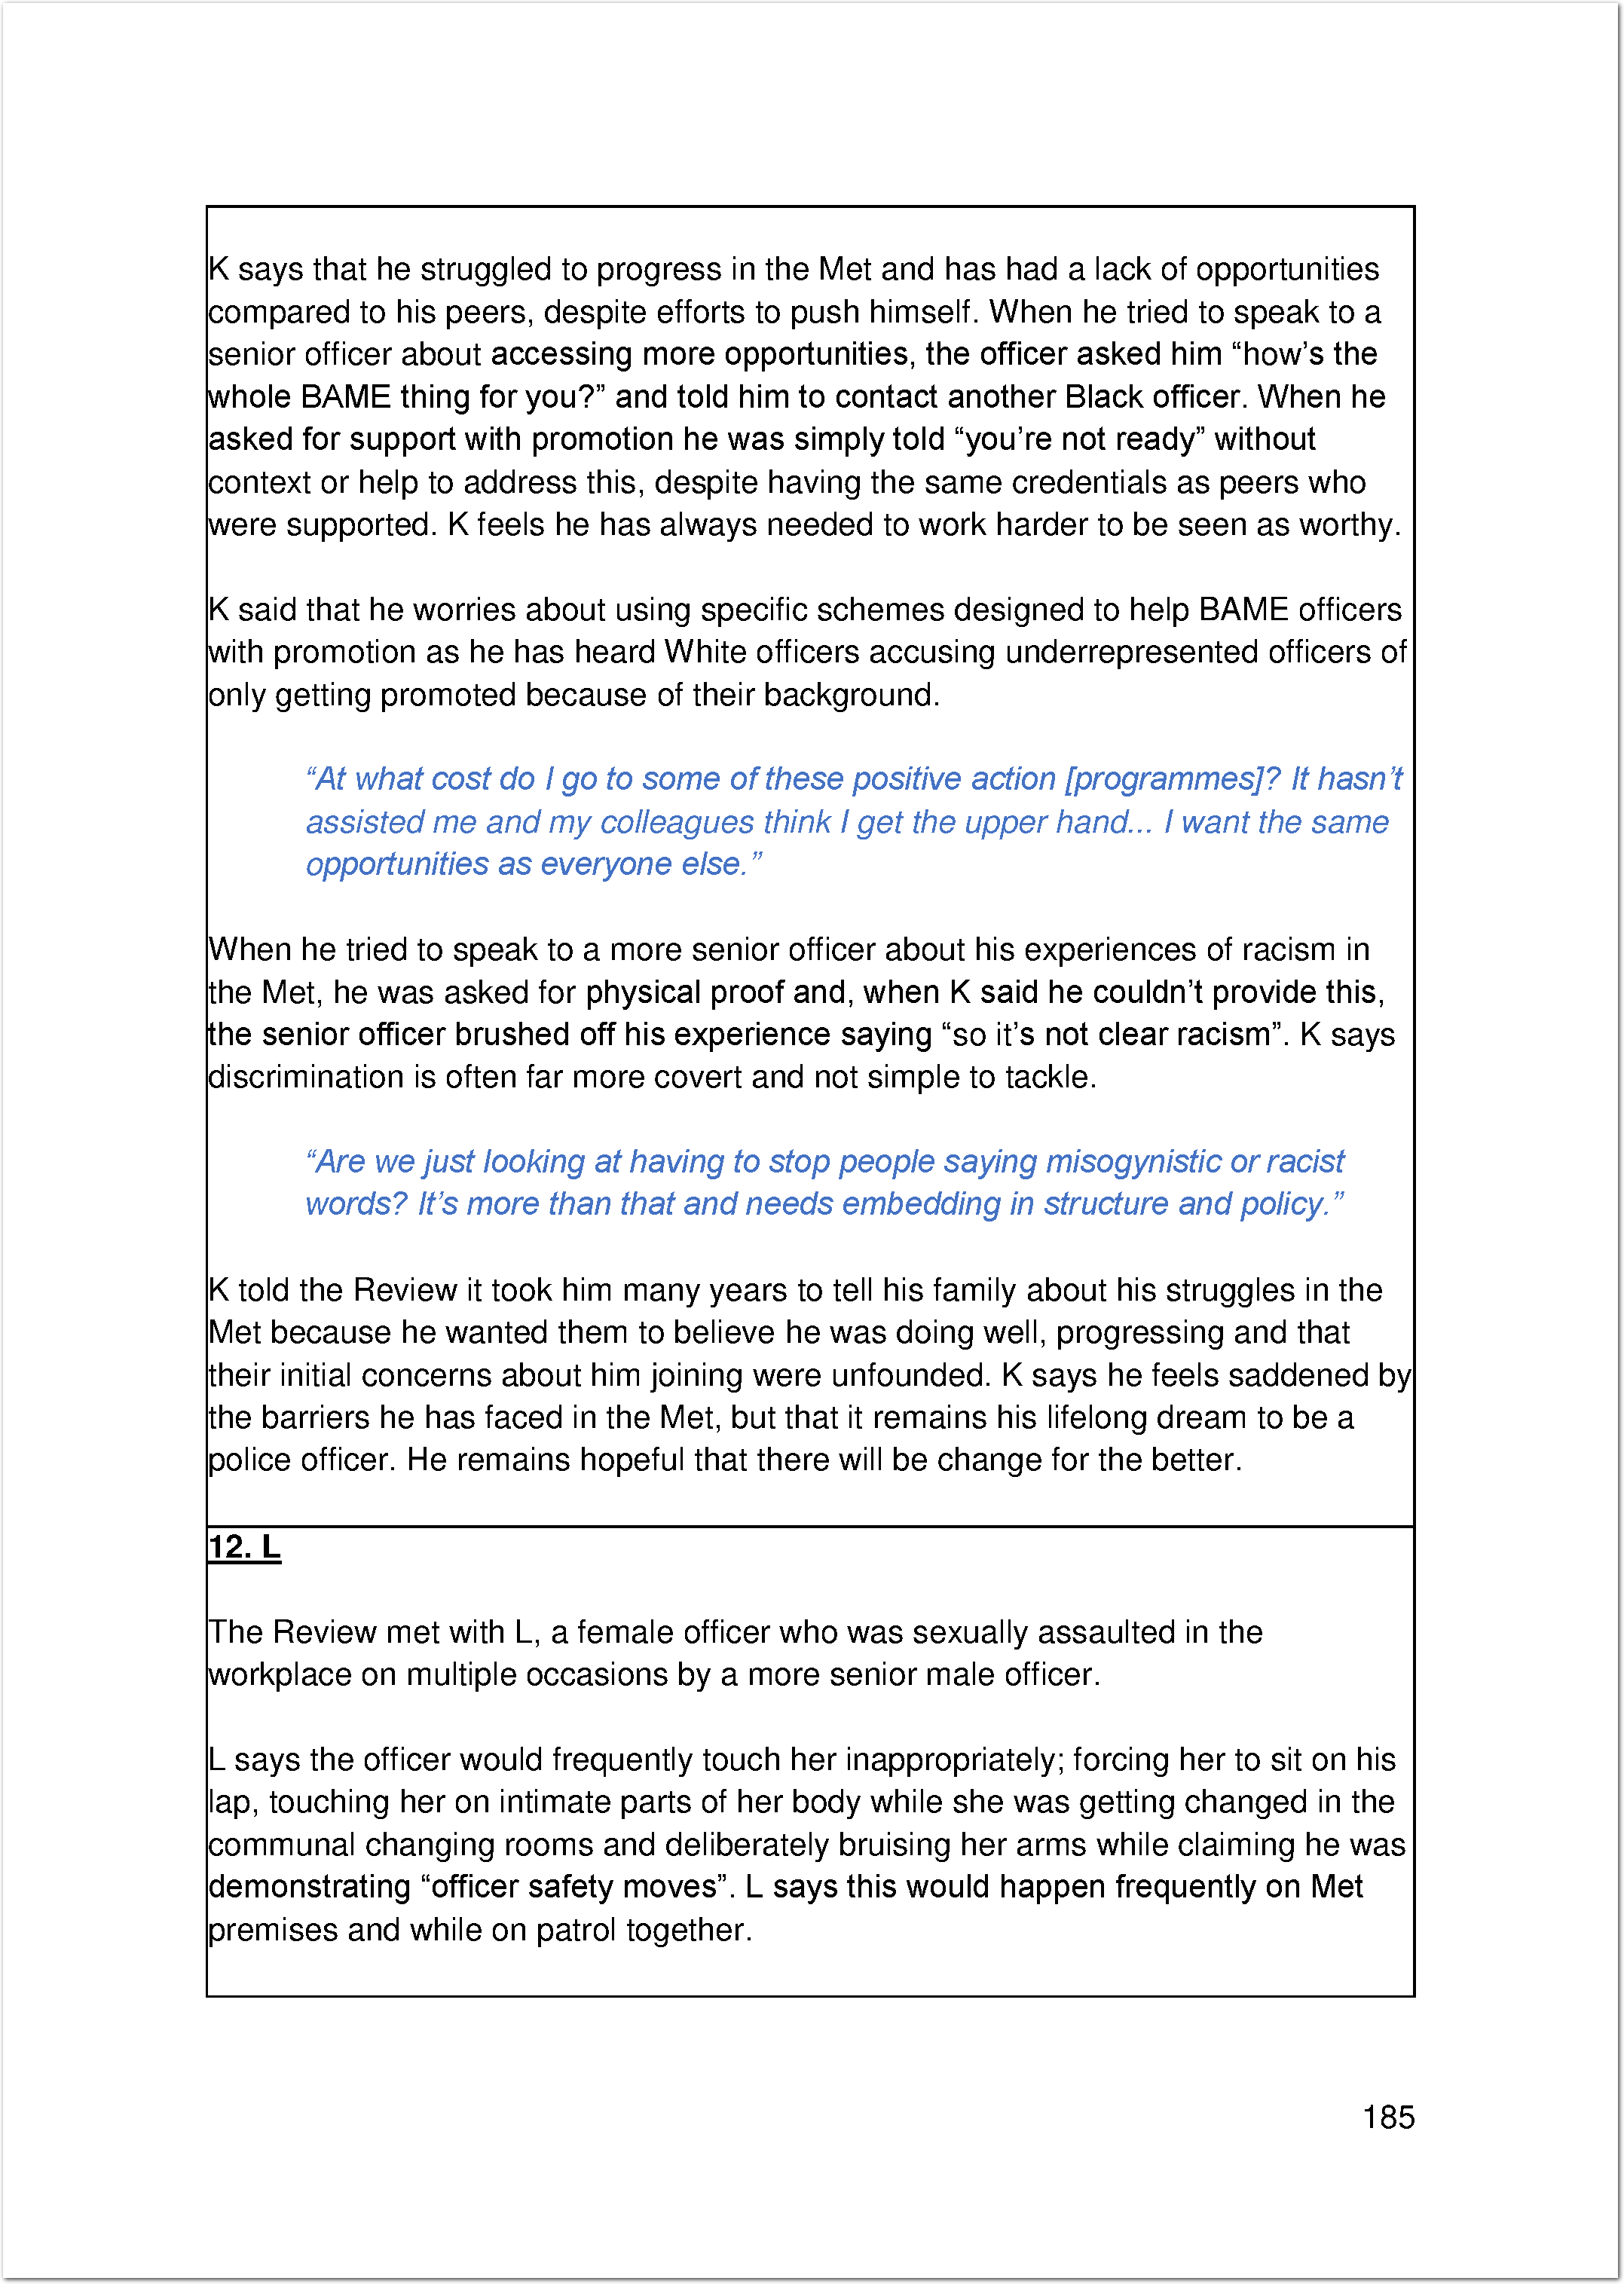 K says that he struggled to progress in the Met and has had a lack of opportunities
compared to his peers, despite efforts to push himself. When he tried to speak to a
senior officer about accessing more opportunities, the officer asked him “how’s the
whole BAME thing for you?” and told him to contact another Black officer. When he
asked for support with promotion he was simply told “you’re not ready” without
context or help to address this, despite having the same credentials as peers who
were supported. K feels he has always needed to work harder to be seen as worthy.
K said that he worries about using specific schemes designed to help BAME officers
with promotion as he has heard White officers accusing underrepresented officers of
only getting promoted because of their background.
“At what cost do I go to some of these positive action [programmes]? It hasn’t
assisted me and my colleagues think I get the upper hand... I want the same
opportunities as everyone else.”
When he tried to speak to a more senior officer about his experiences of racism in
the Met, he was asked for physical proof and, when K said he couldn’t provide this,
the senior officer brushed off his experience saying “so it’s not clear racism”. K says
discrimination is often far more covert and not simple to tackle.
“Are we just looking at having to stop people saying misogynistic or racist
words? It’s more than that and needs embedding in structure and policy.”
K told the Review it took him many years to tell his family about his struggles in the
Met because he wanted them to believe he was doing well, progressing and that
their initial concerns about him joining were unfounded. K says he feels saddened by
the barriers he has faced in the Met, but that it remains his lifelong dream to be a
police officer. He remains hopeful that there will be change for the better.
12. L
The Review met with L, a female officer who was sexually assaulted in the
workplace on multiple occasions by a more senior male officer.
L says the officer would frequently touch her inappropriately; forcing her to sit on his
lap, touching her on intimate parts of her body while she was getting changed in the
communal changing rooms and deliberately bruising her arms while claiming he was
demonstrating “officer safety moves”. L says this would happen frequently on Met
premises and while on patrol together.
185